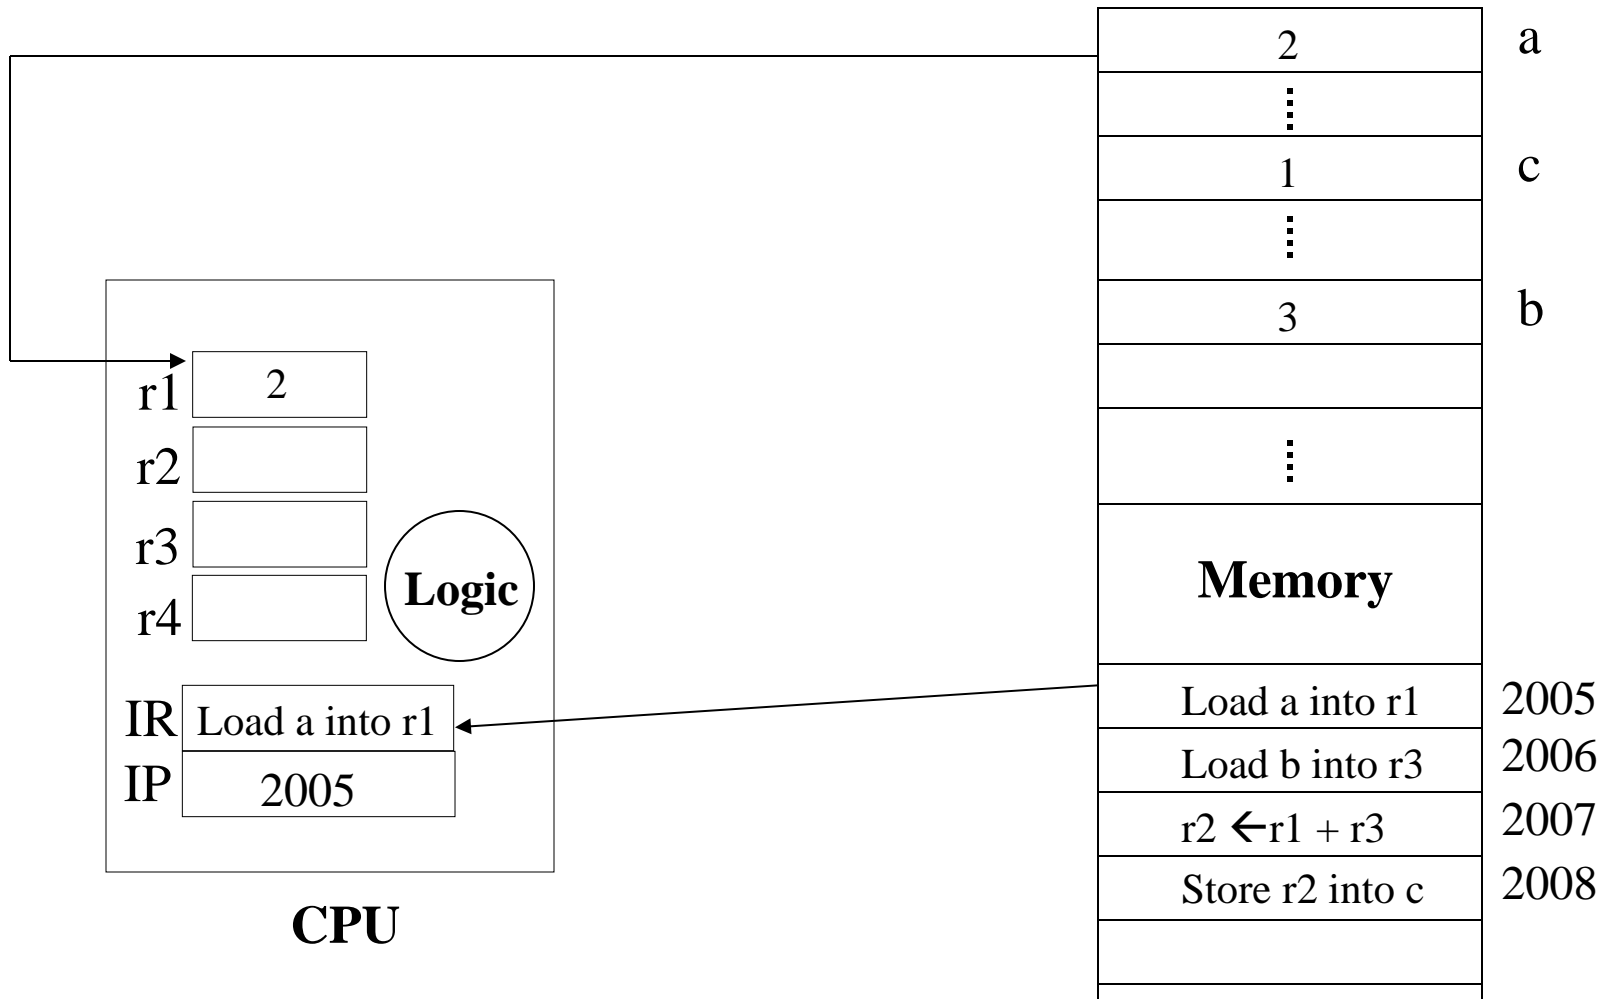 2 a
1 c
3 b
r1 2
r2
r3
r4
Logic
Memory
IR Load a into r1
IP 2005
CPU
Load a into r1 2005
Load b into r3 2006
r2 ←r1 + r3 2007
Store r2 into c 2008